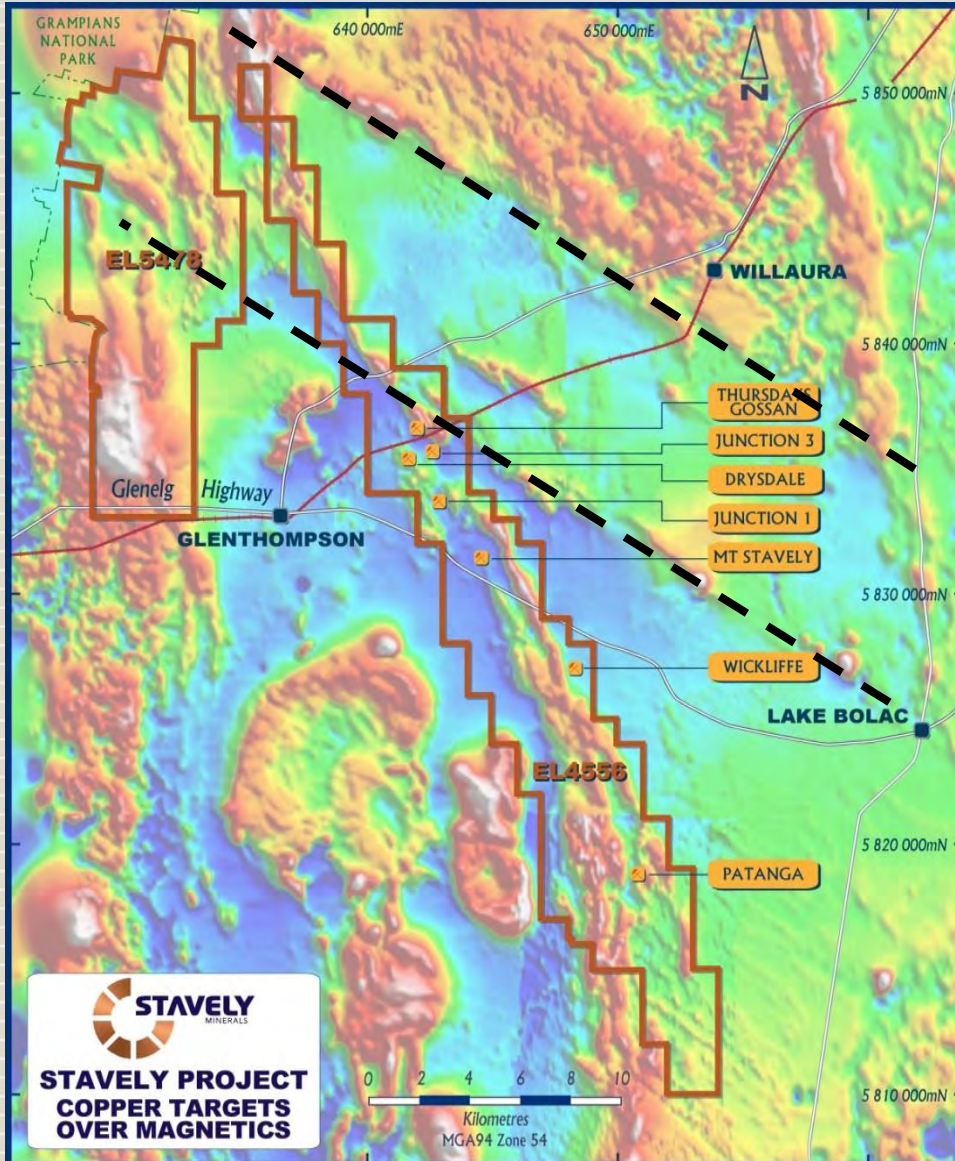 GRAMPIANS
NATIONAL
PARK
640 000mE
650 000mE
N
5 850 000mN
WILLAURA
EL5478
5 840 000mN
THURSDAYS
GOSSAN
JUNCTION 3
DRYSDALE
JUNCTION 1
Glenelg Highway
GLENTHOMPSON
MT STAVELY
5 830 000mN
WICKLIFFE
LAKE BOLAC
EL4556
5 820 000mN
PATANGA
STAVELY
MINERALS
STAVELY PROJECT
COPPER TARGETS
OVER MAGNETICS
0 2 4 6 8 10
Kilometres
MGA94 Zone 54
5 810 000mN